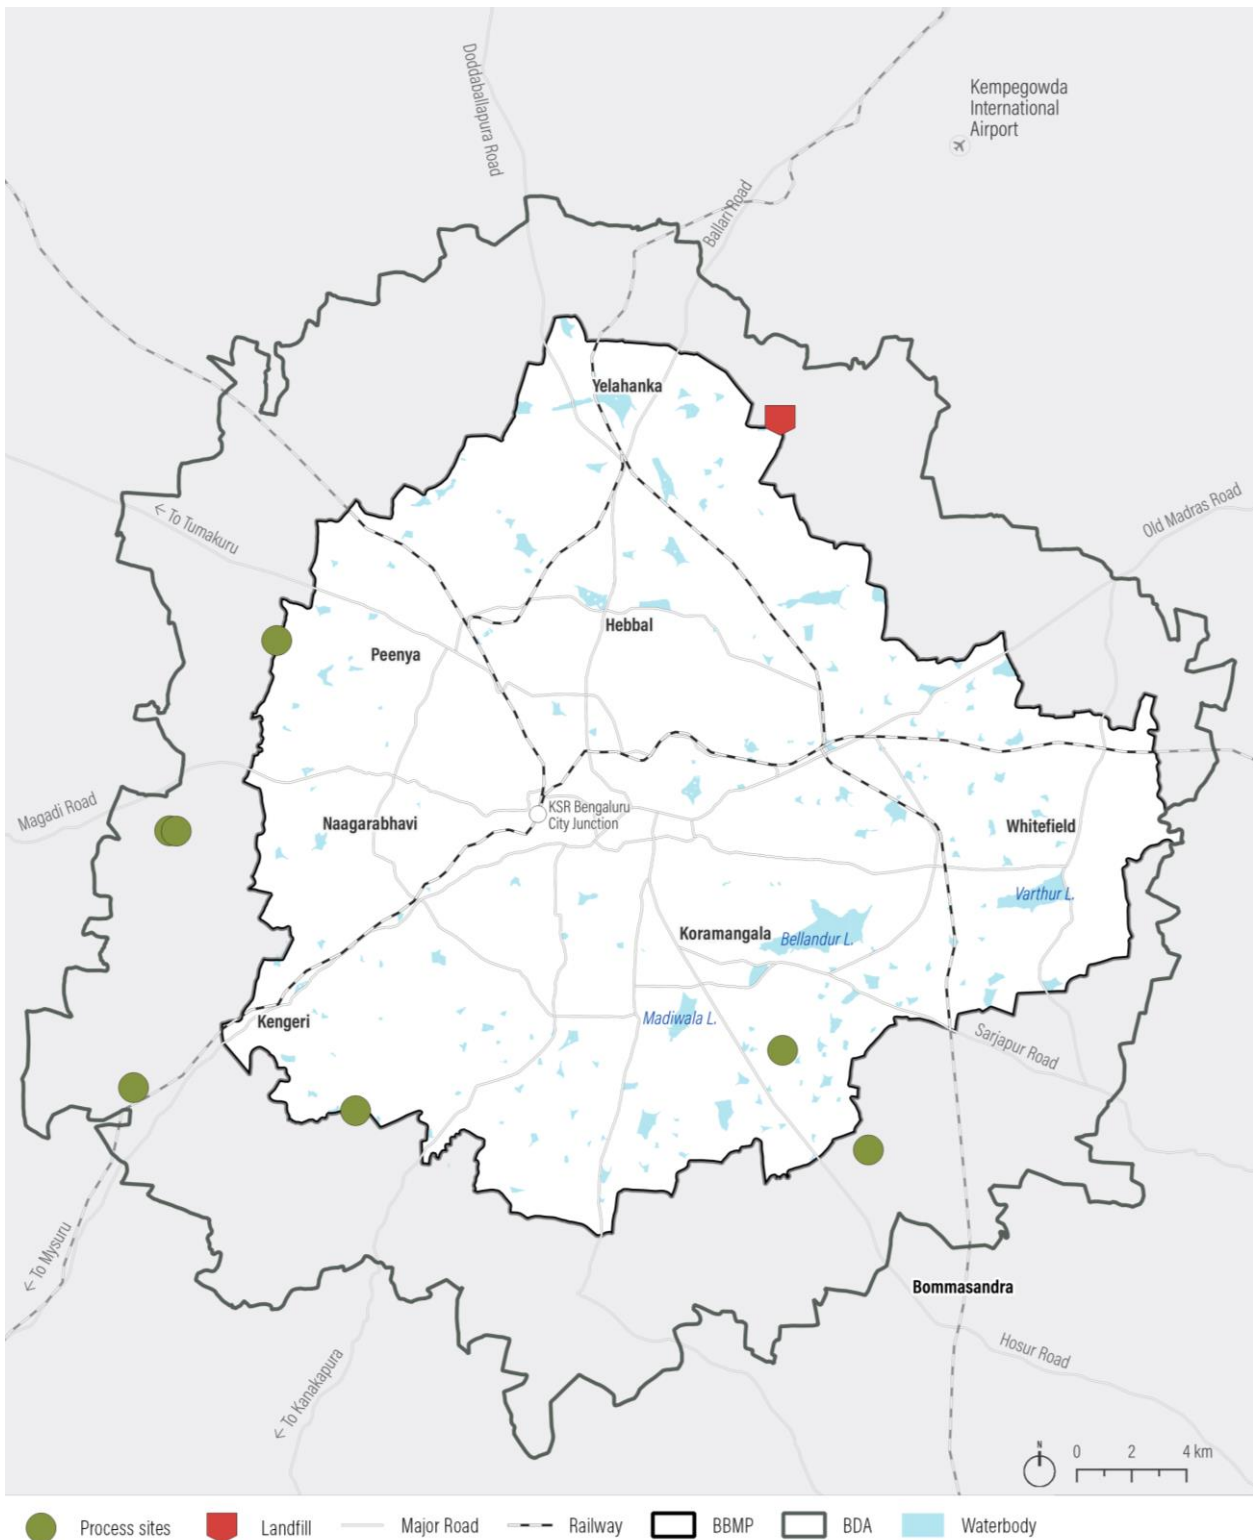 Kempegowda
International
Airport
Doddaballapura Road
Ballari Road
Yelahanka
Old Madras Road
← To Tumakuru
Hebbal
Peenya
Magadi Road
KSR Bengaluru
City Junction
Naagarabhavi
Whitefield
Varthur L.
Koramangala
Bellandur L.
Madiwala L.
Kengeri
Sarjapur Road
← To Mysuru
Bommasandra
Hosur Road
← To Kanakapura
N
0 2 4 km
Process sites Landfill Major Road Railway BBMP BDA Waterbody